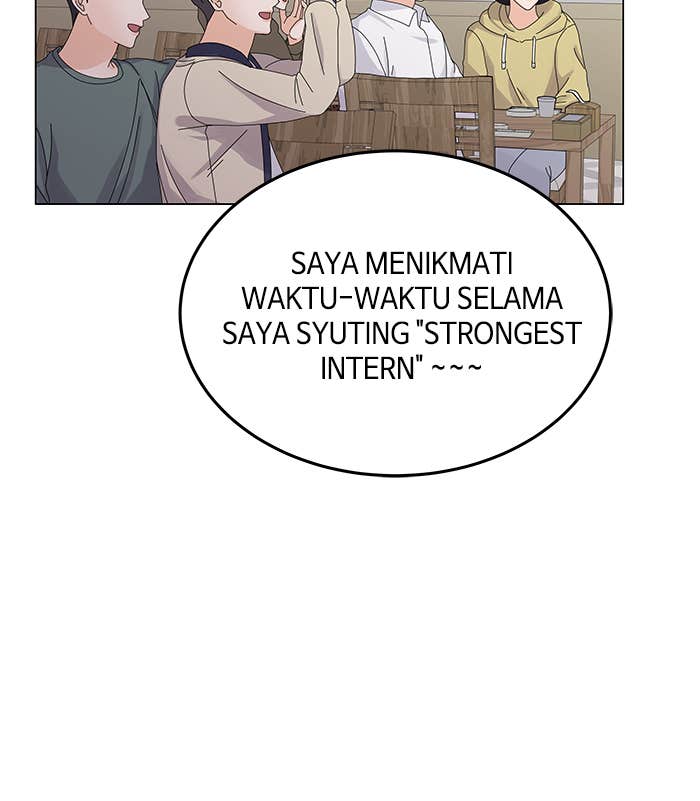 SAYA MENIKMATI
WAKTU-WAKTU SELAMA
SAYA SYUTING "STRONGEST
INTERN" ~~~